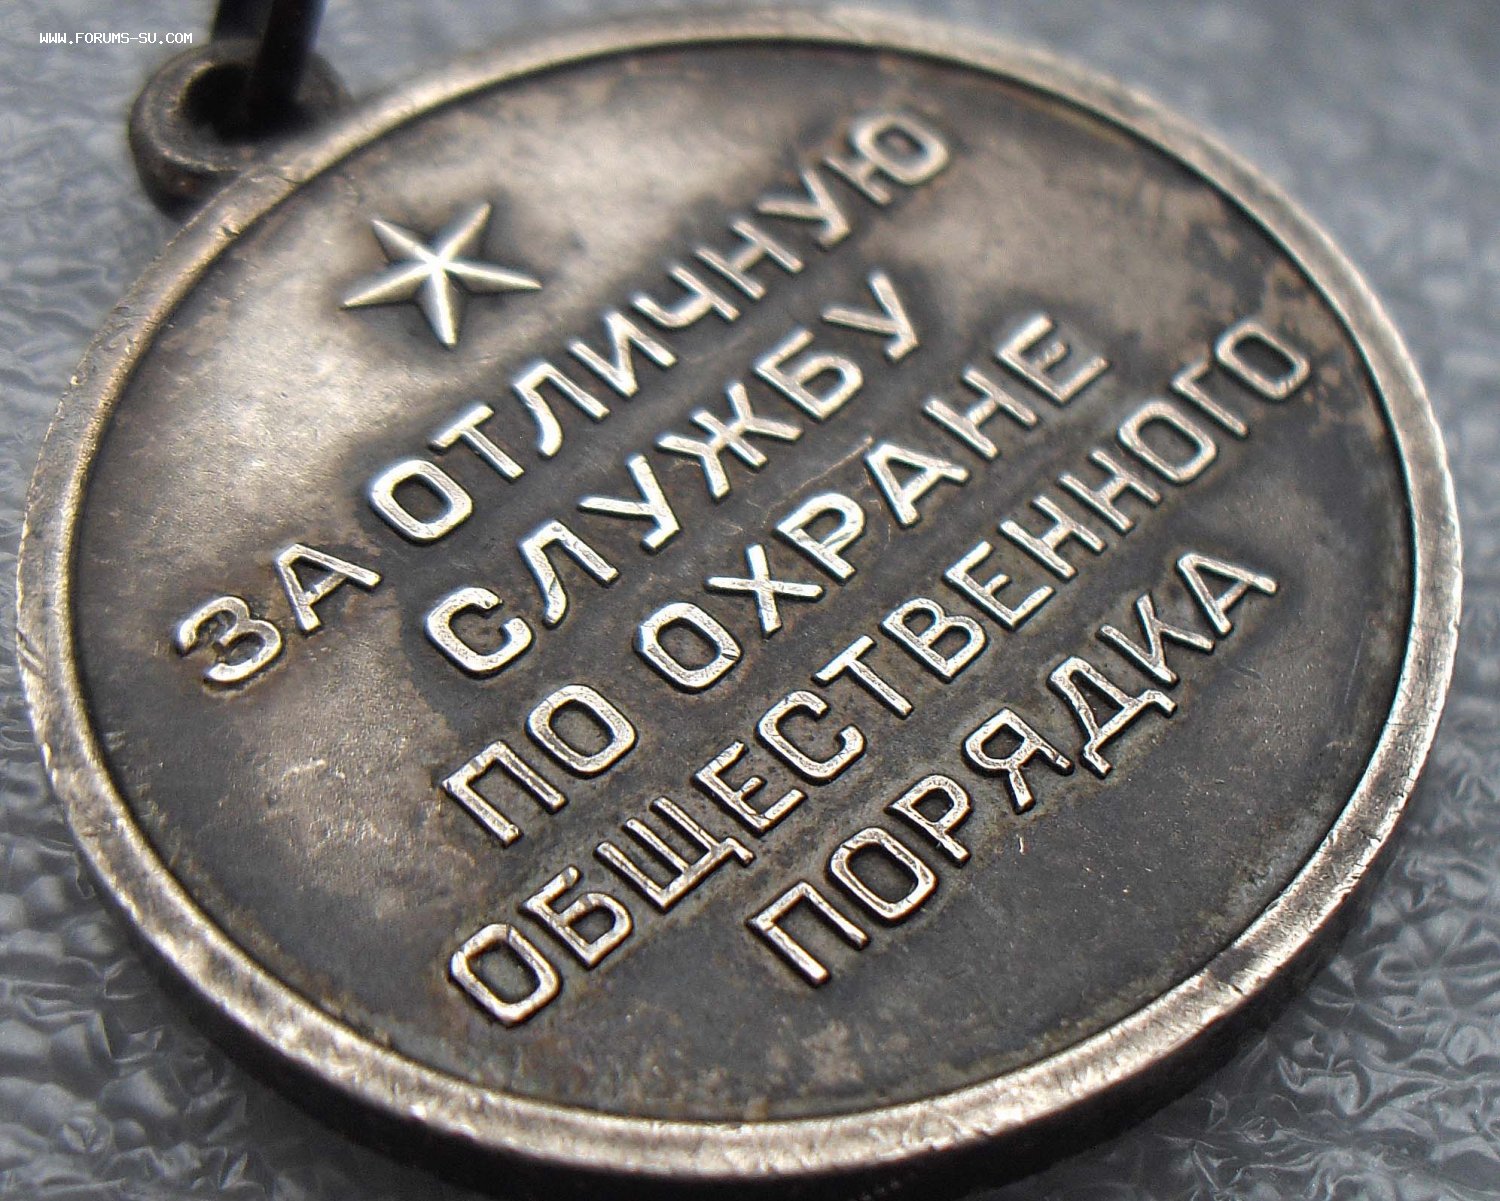 WWW.FORUMS-SU.COM
ЗА ОТЛИЧНУЮ
СЛУЖБУ
ПО ОХРАНЕ
ОБЩЕСТВЕННОГО
ПОРЯДКА